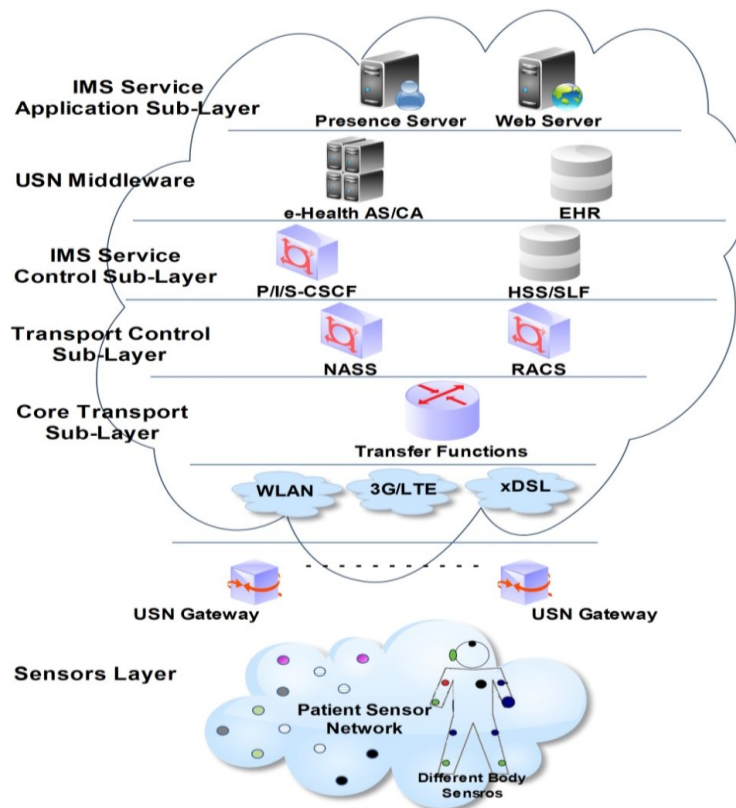 IMS Service
Application Sub-Layer
Presence Server
Web Server
USN Middleware
e-Health AS/CA
EHR
IMS Service
Control Sub-Layer
P/I/S-CSCF
HSS/SLF
Transport Control
Sub-Layer
NASS
RACS
Core Transport
Sub-Layer
Transfer Functions
WLAN
3G/LTE
xDSL
USN Gateway
USN Gateway
Sensors Layer
Patient Sensor
Network
Different Body
Sensros